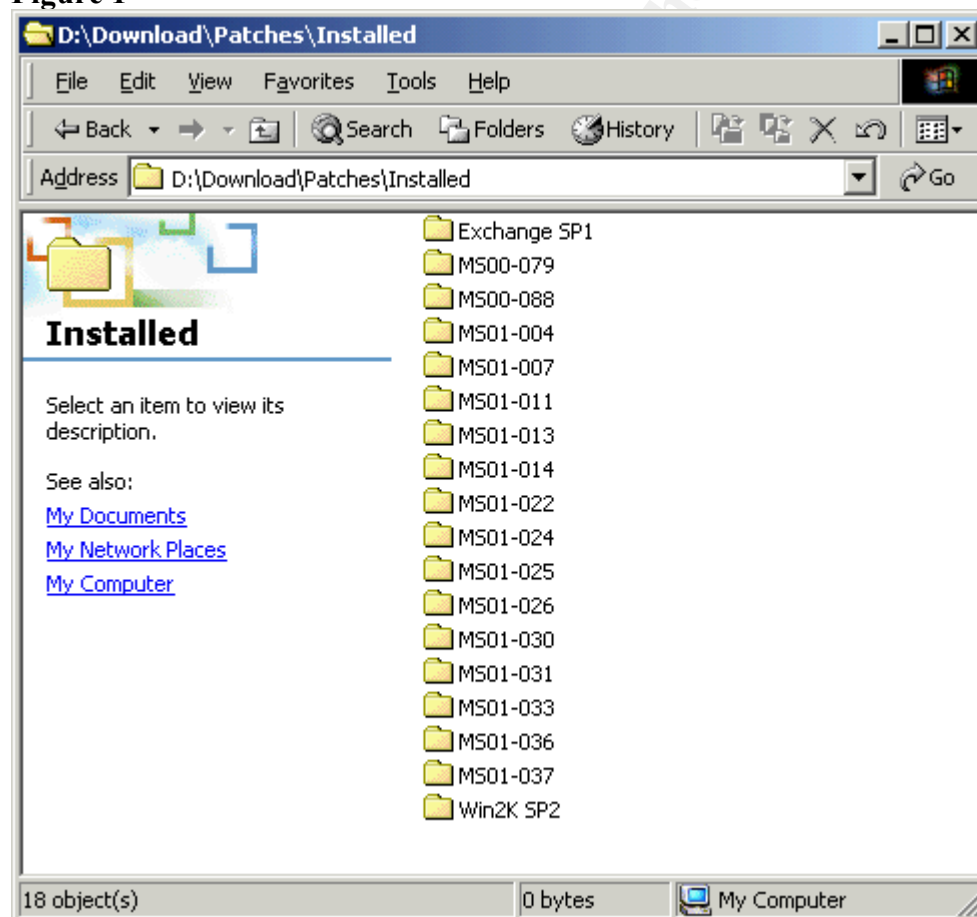 Figure 1
D:\Download\Patches\Installed
File Edit View Favorites Tools Help
Back Search Folders History
Address D:\Download\Patches\Installed Go
Installed
Select an item to view its
description.
See also:
My Documents
My Network Places
My Computer
Exchange SP1
MS00-079
MS00-088
MS01-004
MS01-007
MS01-011
MS01-013
MS01-014
MS01-022
MS01-024
MS01-025
MS01-026
MS01-030
MS01-031
MS01-033
MS01-036
MS01-037
Win2K SP2
18 object(s) 0 bytes My Computer